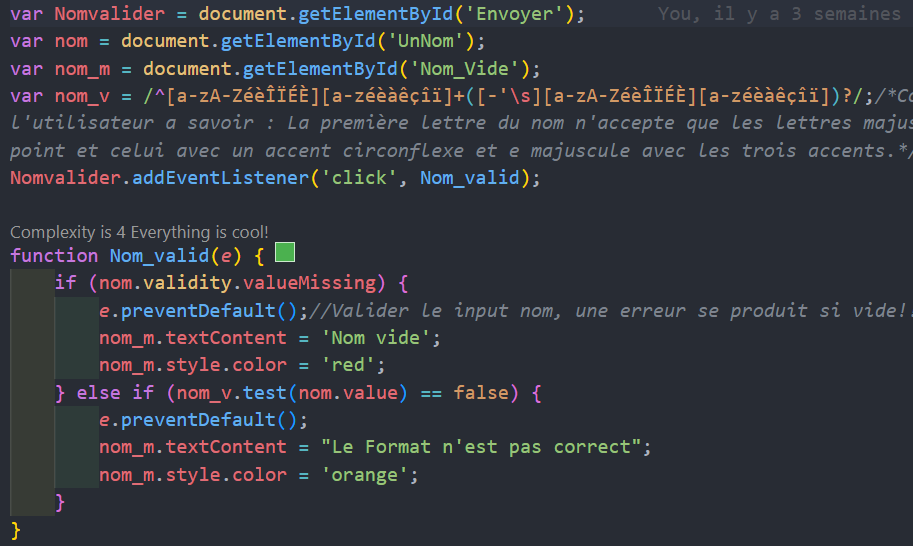 var Nomvalider = document.getElementById('Envoyer'); You, il y a 3 semaines
var nom = document.getElementById('UnNom');
var nom_m = document.getElementById('Nom_Vide');
var nom_v = /^[a-zA-ZéèÎÏÉÈ][a-zéèàêçîï]+([-'\s][a-zA-ZéèÎÏÉÈ][a-zéèàêçîï])?/;/*Co
l'utilisateur a savoir : La première lettre du nom n'accepte que les lettres majus
point et celui avec un accent circonflexe et e majuscule avec les trois accents.*/
Nomvalider.addEventListener('click', Nom_valid);
Complexity is 4 Everything is cool!
function Nom_valid(e) {
if (nom.validity.valueMissing) {
e.preventDefault();//Valider le input nom, une erreur se produit si vide!!
nom_m.textContent = 'Nom vide';
nom_m.style.color = 'red';
} else if (nom_v.test(nom.value) == false) {
e.preventDefault();
nom_m.textContent = "Le Format n'est pas correct";
nom_m.style.color = 'orange';
}
}